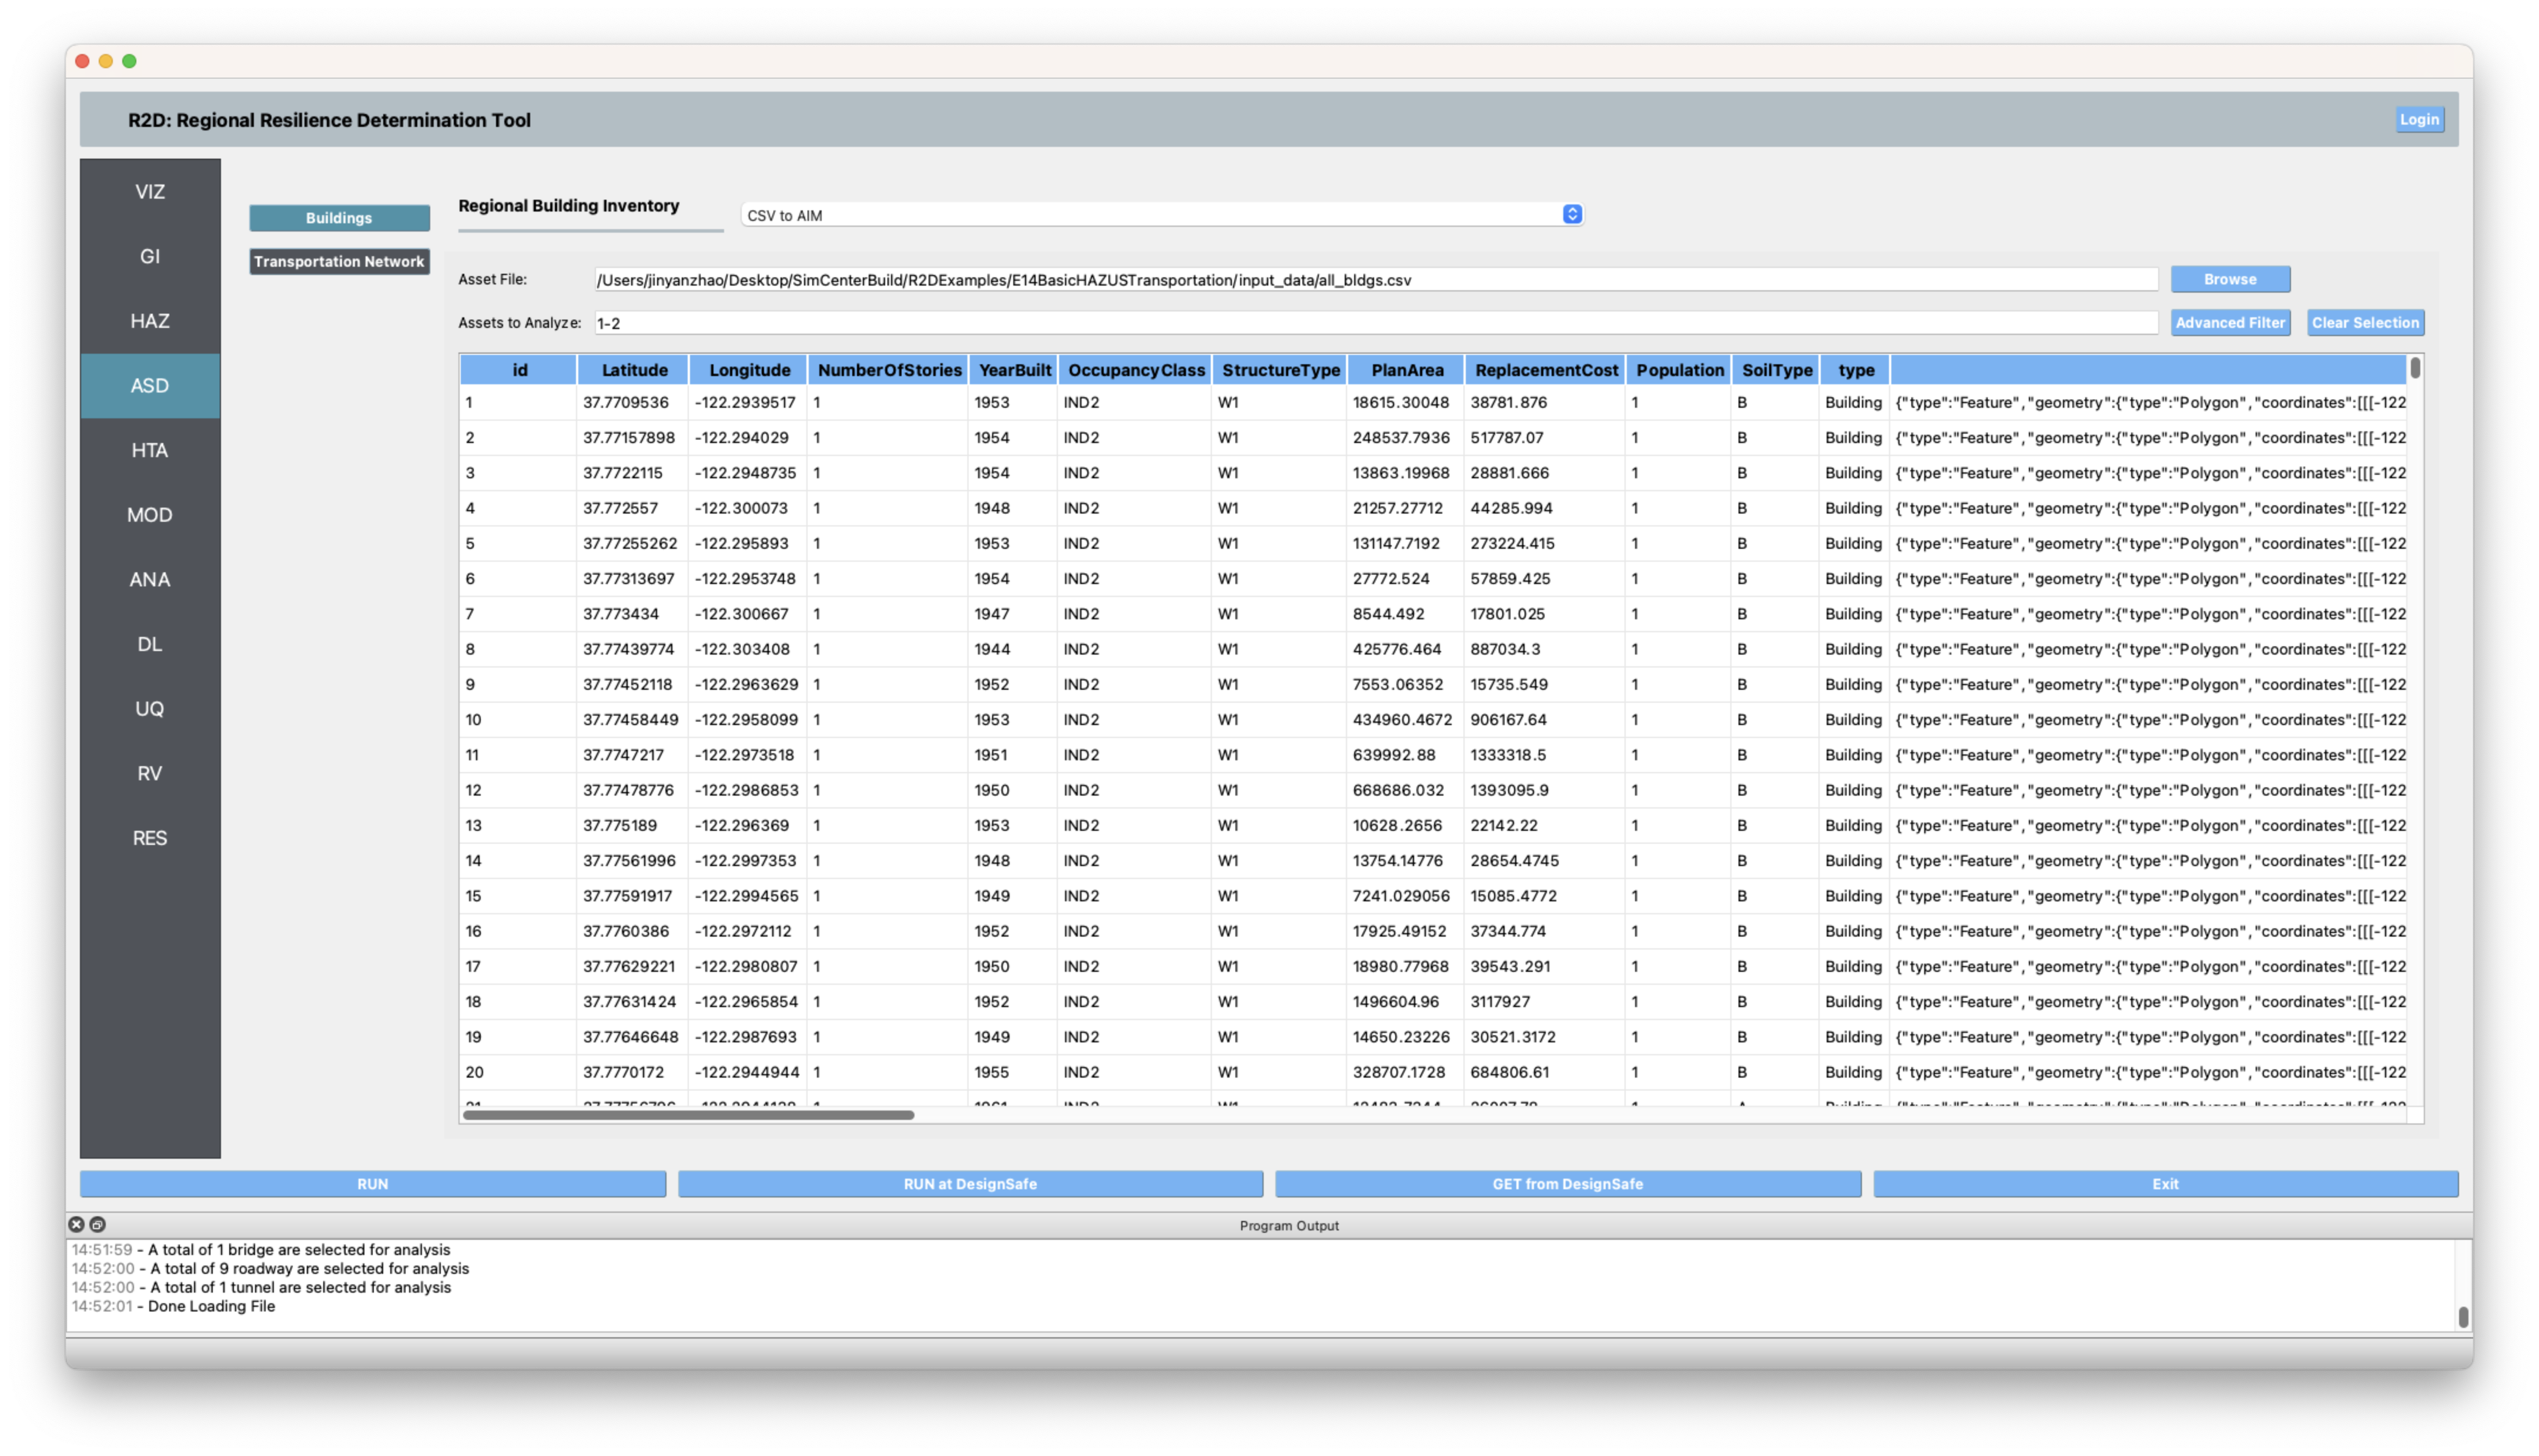 R2D: Regional Resilience Determination Tool
Login
VIZ
GI
HAZ
ASD
HTA
MOD
ANA
DL
UQ
RV
RES
Buildings
Transportation Network
Regional Building Inventory
CSV to AIM
Asset File: /Users/jinyanzhao/Desktop/SimCenterBuild/R2DExamples/E14BasicHAZUSTransportation/input_data/all_bldgs.csv Browse
Assets to Analyze: 1-2 Advanced Filter Clear Selection
id Latitude Longitude NumberOfStories YearBuilt OccupancyClass StructureType PlanArea ReplacementCost Population SoilType type
1 37.7709536 -122.2939517 1 1953 IND2 W1 18615.30048 38781.876 1 B Building {"type":"Feature","geometry":{"type":"Polygon","coordinates":[[[-122
2 37.77157898 -122.294029 1 1954 IND2 W1 248537.7936 517787.07 1 B Building {"type":"Feature","geometry":{"type":"Polygon","coordinates":[[[-122
3 37.7722115 -122.2948735 1 1954 IND2 W1 13863.19968 28881.666 1 B Building {"type":"Feature","geometry":{"type":"Polygon","coordinates":[[[-122
4 37.772557 -122.300073 1 1948 IND2 W1 21257.27712 44285.994 1 B Building {"type":"Feature","geometry":{"type":"Polygon","coordinates":[[[-122
5 37.77255262 -122.295893 1 1953 IND2 W1 131147.7192 273224.415 1 B Building {"type":"Feature","geometry":{"type":"Polygon","coordinates":[[[-122
6 37.77313697 -122.2953748 1 1954 IND2 W1 27772.524 57859.425 1 B Building {"type":"Feature","geometry":{"type":"Polygon","coordinates":[[[-122
7 37.773434 -122.300667 1 1947 IND2 W1 8544.492 17801.025 1 B Building {"type":"Feature","geometry":{"type":"Polygon","coordinates":[[[-122
8 37.77439774 -122.303408 1 1944 IND2 W1 425776.464 887034.3 1 B Building {"type":"Feature","geometry":{"type":"Polygon","coordinates":[[[-122
9 37.77452118 -122.2963629 1 1952 IND2 W1 7553.06352 15735.549 1 B Building {"type":"Feature","geometry":{"type":"Polygon","coordinates":[[[-122
10 37.77458449 -122.2958099 1 1953 IND2 W1 434960.4672 906167.64 1 B Building {"type":"Feature","geometry":{"type":"Polygon","coordinates":[[[-122
11 37.7747217 -122.2973518 1 1951 IND2 W1 639992.88 1333318.5 1 B Building {"type":"Feature","geometry":{"type":"Polygon","coordinates":[[[-122
12 37.77478776 -122.2986853 1 1950 IND2 W1 668686.032 1393095.9 1 B Building {"type":"Feature","geometry":{"type":"Polygon","coordinates":[[[-122
13 37.775189 -122.296369 1 1953 IND2 W1 10628.2656 22142.22 1 B Building {"type":"Feature","geometry":{"type":"Polygon","coordinates":[[[-122
14 37.77561996 -122.2997353 1 1948 IND2 W1 13754.14776 28654.4745 1 B Building {"type":"Feature","geometry":{"type":"Polygon","coordinates":[[[-122
15 37.77591917 -122.2994565 1 1949 IND2 W1 7241.029056 15085.4772 1 B Building {"type":"Feature","geometry":{"type":"Polygon","coordinates":[[[-122
16 37.7760386 -122.2972112 1 1952 IND2 W1 17925.49152 37344.774 1 B Building {"type":"Feature","geometry":{"type":"Polygon","coordinates":[[[-122
17 37.77629221 -122.2980807 1 1950 IND2 W1 18980.77968 39543.291 1 B Building {"type":"Feature","geometry":{"type":"Polygon","coordinates":[[[-122
18 37.77631424 -122.2965854 1 1952 IND2 W1 1496604.96 3117927 1 B Building {"type":"Feature","geometry":{"type":"Polygon","coordinates":[[[-122
19 37.77646648 -122.2987693 1 1949 IND2 W1 14650.23226 30521.3172 1 B Building {"type":"Feature","geometry":{"type":"Polygon","coordinates":[[[-122
20 37.7770172 -122.2944944 1 1955 IND2 W1 328707.1728 684806.61 1 B Building {"type":"Feature","geometry":{"type":"Polygon","coordinates":[[[-122
RUN
RUN at DesignSafe
GET from DesignSafe
Exit
Program Output
14:51:59 - A total of 1 bridge are selected for analysis
14:52:00 - A total of 9 roadway are selected for analysis
14:52:00 - A total of 1 tunnel are selected for analysis
14:52:01 - Done Loading File